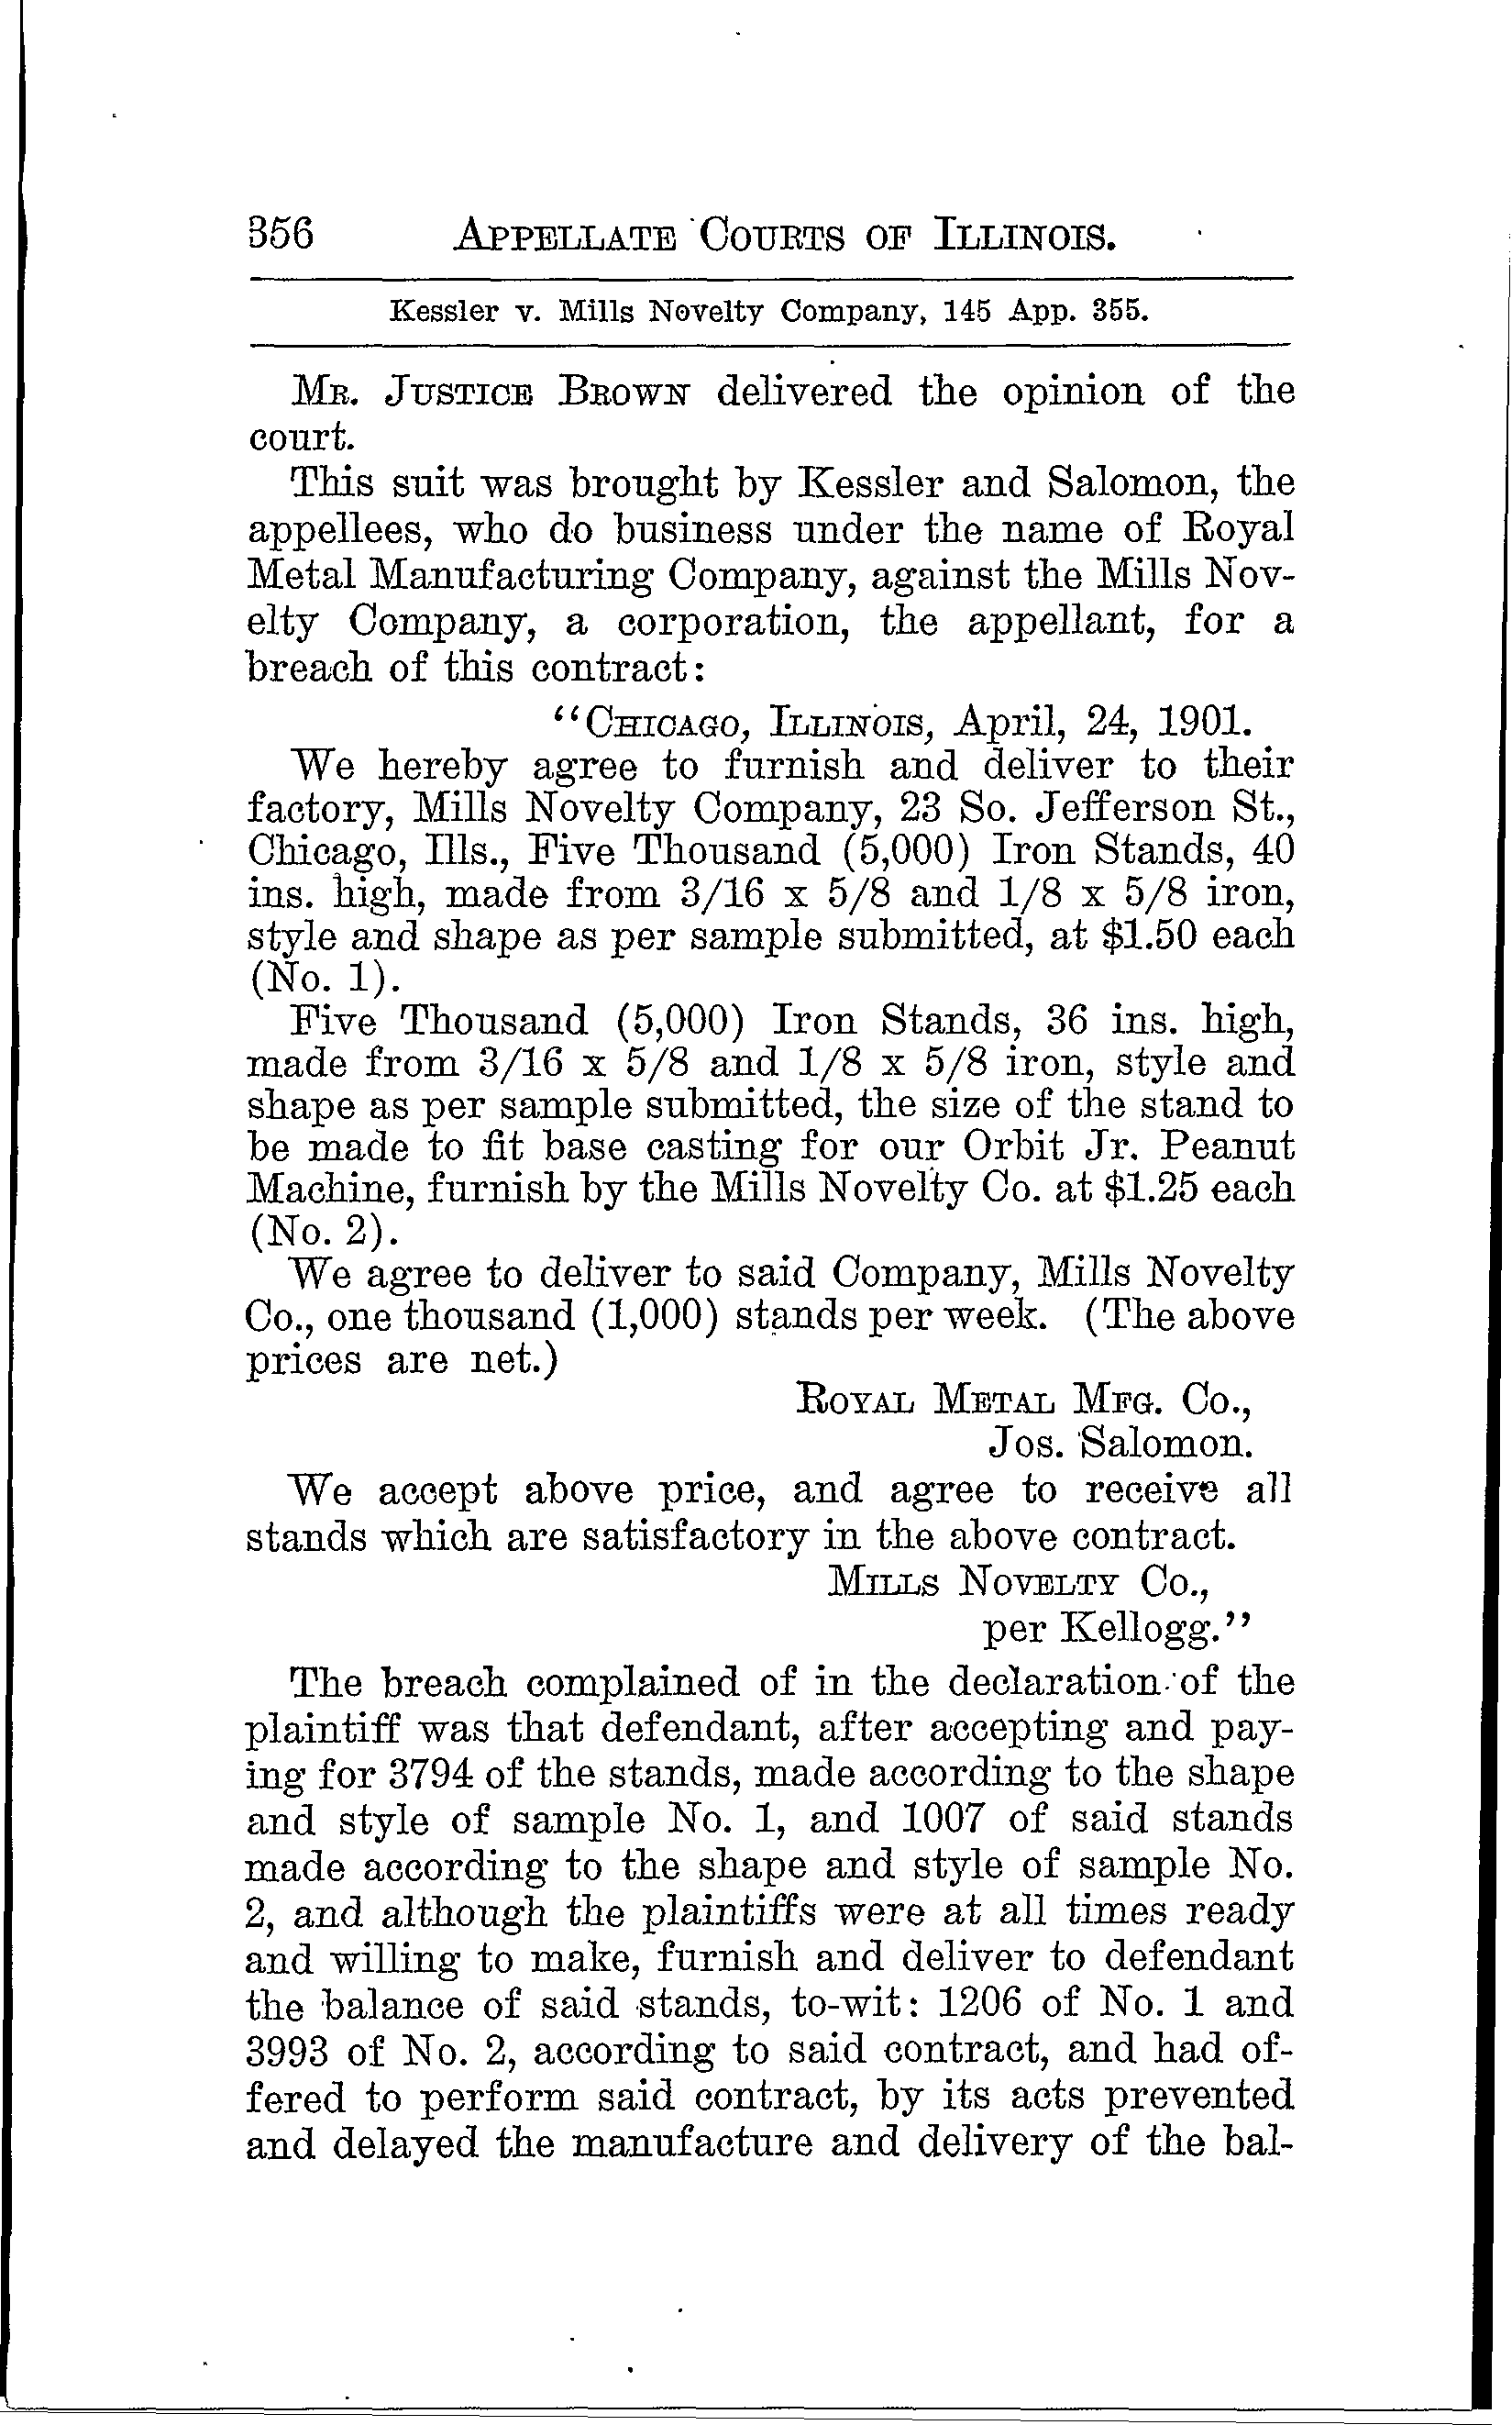 356 APPELLATE COURTS OF ILLINOIS.
Kessler v. Mills Novelty Company, 145 App. 355.
MR. JUSTICE BROWN delivered the opinion of the
court.
This suit was brought by Kessler and Salomon, the
appellees, who do business under the name of Royal
Metal Manufacturing Company, against the Mills Nov-
elty Company, a corporation, the appellant, for a
breach of this contract:
"CHICAGO, ILLINOIS, April, 24, 1901.
We hereby agree to furnish and deliver to their
factory, Mills Novelty Company, 23 So. Jefferson St.,
Chicago, Ills., Five Thousand (5,000) Iron Stands, 40
ins. high, made from 3/16 x 5/8 and 1/8 x 5/8 iron,
style and shape as per sample submitted, at $1.50 each
(No. 1).
Five Thousand (5,000) Iron Stands, 36 ins. high,
made from 3/16 x 5/8 and 1/8 x 5/8 iron, style and
shape as per sample submitted, the size of the stand to
be made to fit base casting for our Orbit Jr. Peanut
Machine, furnish by the Mills Novelty Co. at $1.25 each
(No. 2).
We agree to deliver to said Company, Mills Novelty
Co., one thousand (1,000) stands per week. (The above
prices are net.)
ROYAL METAL MFG. CO.,
Jos. Salomon.
We accept above price, and agree to receive all
stands which are satisfactory in the above contract.
MILLS NOVELTY CO.,
per Kellogg."
The breach complained of in the declaration of the
plaintiff was that defendant, after accepting and pay-
ing for 3794 of the stands, made according to the shape
and style of sample No. 1, and 1007 of said stands
made according to the shape and style of sample No.
2, and although the plaintiffs were at all times ready
and willing to make, furnish and deliver to defendant
the balance of said stands, to-wit: 1206 of No. 1 and
3993 of No. 2, according to said contract, and had of-
fered to perform said contract, by its acts prevented
and delayed the manufacture and delivery of the bal-